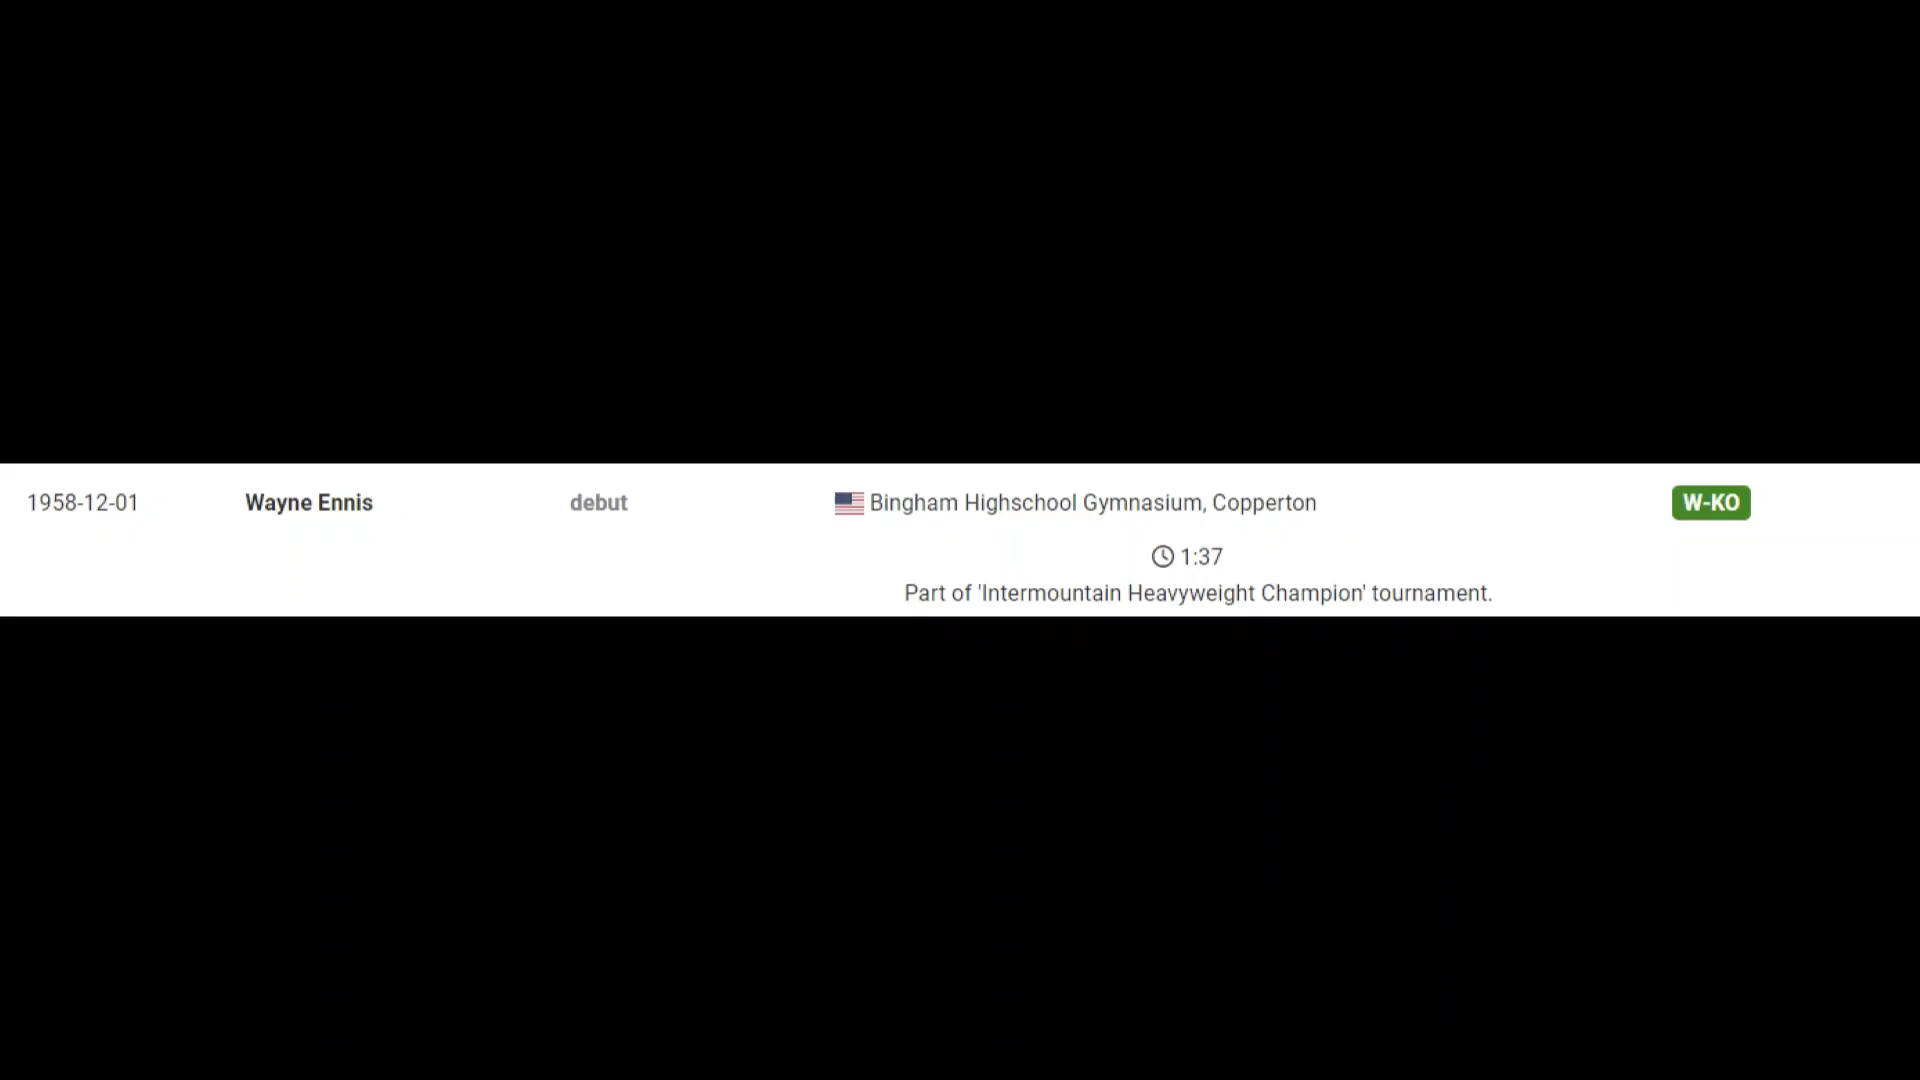 1958-12-01 Wayne Ennis debut Bingham Highschool Gymnasium, Copperton W-KO
1:37
Part of 'Intermountain Heavyweight Champion' tournament.